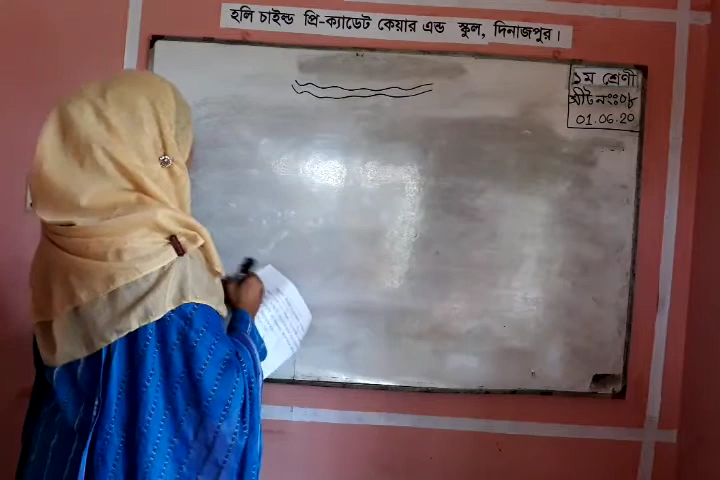 হলি চাইল্ড প্রি-ক্যাডেট কেয়ার এন্ড স্কুল, দিনাজপুর।
১ম শ্রেণী
সীটনংঃ০৮
01.06.20